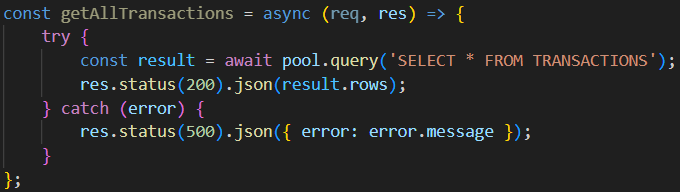 const getAllTransactions = async (req, res) => {
    try {
        const result = await pool.query('SELECT * FROM TRANSACTIONS');
        res.status(200).json(result.rows);
    } catch (error) {
        res.status(500).json({ error: error.message });
    }
};